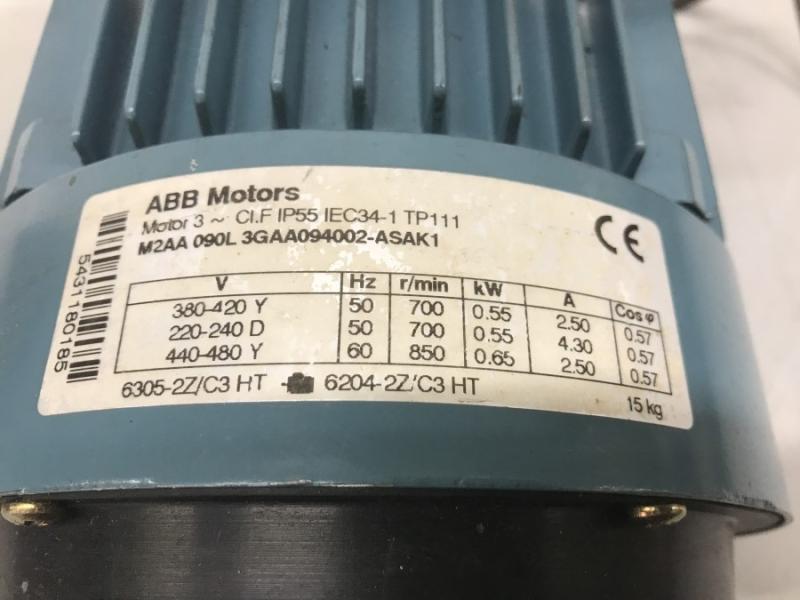 ABB Motors
Motor 3 ~ Cl.F IP55 IEC34-1 TP111
M2AA 090L 3GAA094002-ASAK1
CE
V Hz r/min kW A Cos φ
380-420 Y 50 700 0.55 2.50 0.57
220-240 D 50 700 0.55 4.30 0.57
440-480 Y 60 850 0.65 2.50 0.57
6305-2Z/C3 HT 6204-2Z/C3 HT
15 kg
5431180185